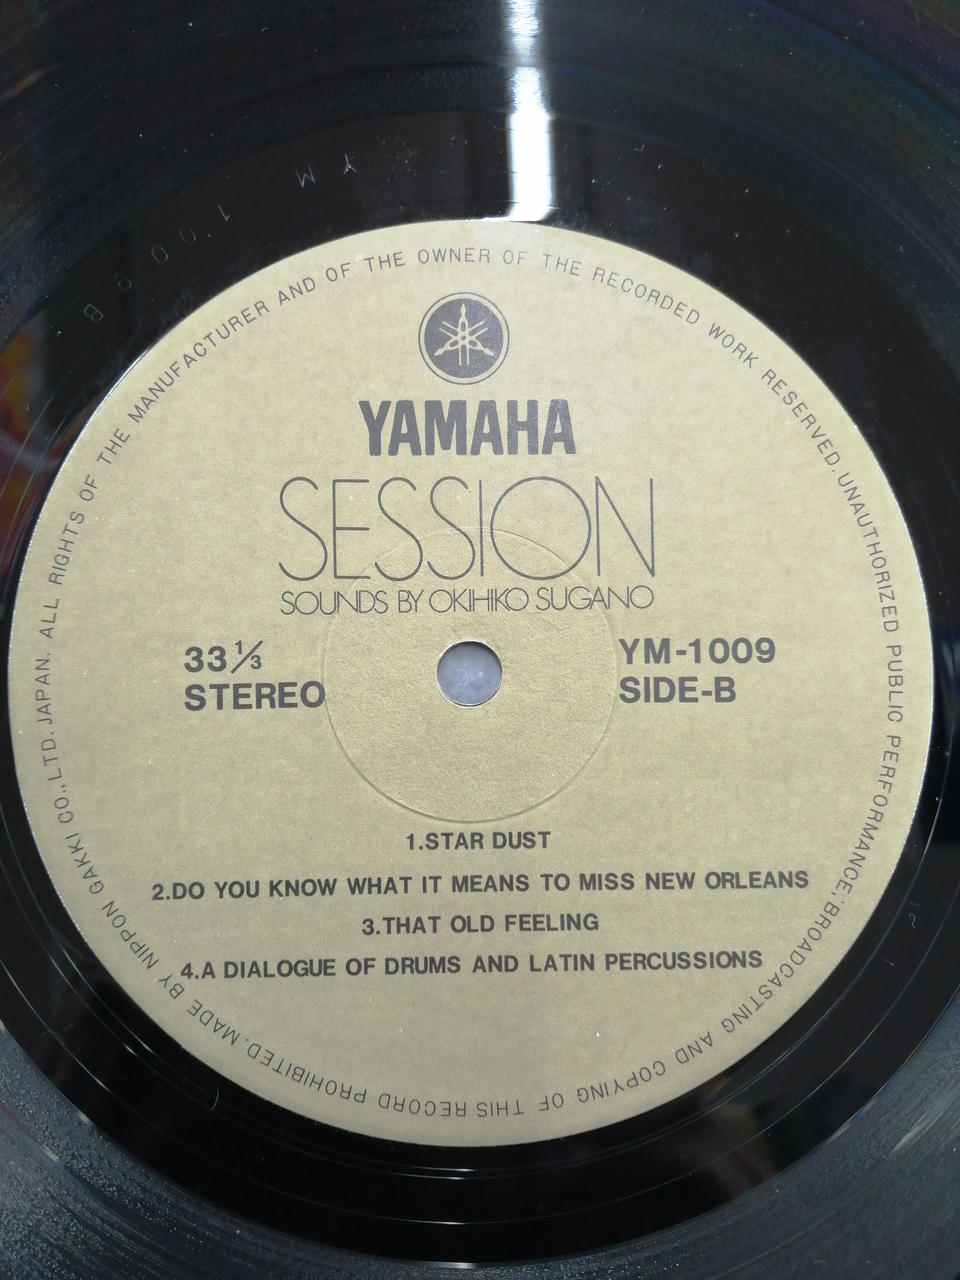 YM 1009 B
ALL RIGHTS OF THE MANUFACTURER AND OF THE OWNER OF THE RECORDED WORK RESERVED. UNAUTHORIZED PUBLIC PERFORMANCE; BROADCASTING AND COPYING OF THIS RECORD PROHIBITED. MADE BY NIPPON GAKKI CO., LTD. JAPAN.
YAMAHA
SESSION
SOUNDS BY OKIHIKO SUGANO
33 1/3
STEREO
YM-1009
SIDE-B
1.STAR DUST
2.DO YOU KNOW WHAT IT MEANS TO MISS NEW ORLEANS
3.THAT OLD FEELING
4.A DIALOGUE OF DRUMS AND LATIN PERCUSSIONS